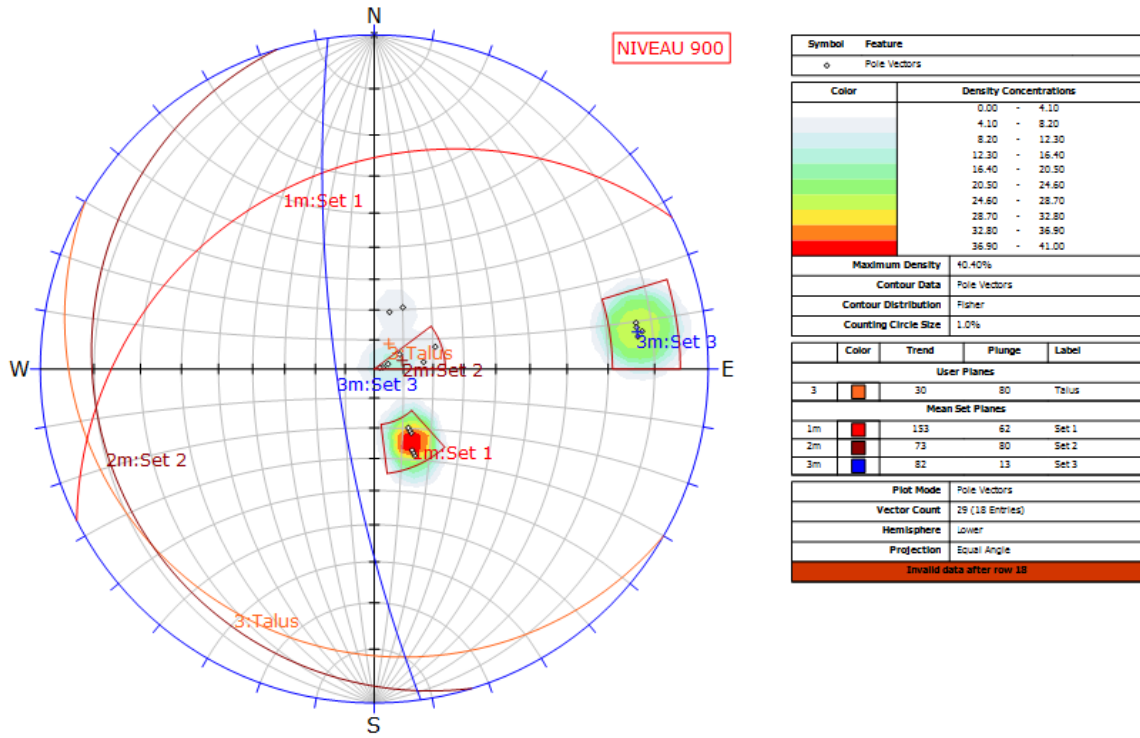 N
NIVEAU 900
1m:Set 1
3m:Set 3
3:Talus
2m:Set 2
W
E
3m:Set 3
1m:Set 1
2m:Set 2
3:Talus
S
Symbol Feature
Pole Vectors
Color Density Concentrations
0.00 - 4.10
4.10 - 8.20
8.20 - 12.30
12.30 - 16.40
16.40 - 20.50
20.50 - 24.60
24.60 - 28.70
28.70 - 32.80
32.80 - 36.90
36.90 - 41.00
Maximum Density 40.40%
Contour Data Pole Vectors
Contour Distribution Fisher
Counting Circle Size 1.0%
Color Trend Plunge Label
User Planes
3 30 80 Talus
Mean Set Planes
1m 153 62 Set 1
2m 73 80 Set 2
3m 82 13 Set 3
Plot Mode Pole Vectors
Vector Count 29 (18 Entries)
Hemisphere Lower
Projection Equal Angle
Invalid data after row 18